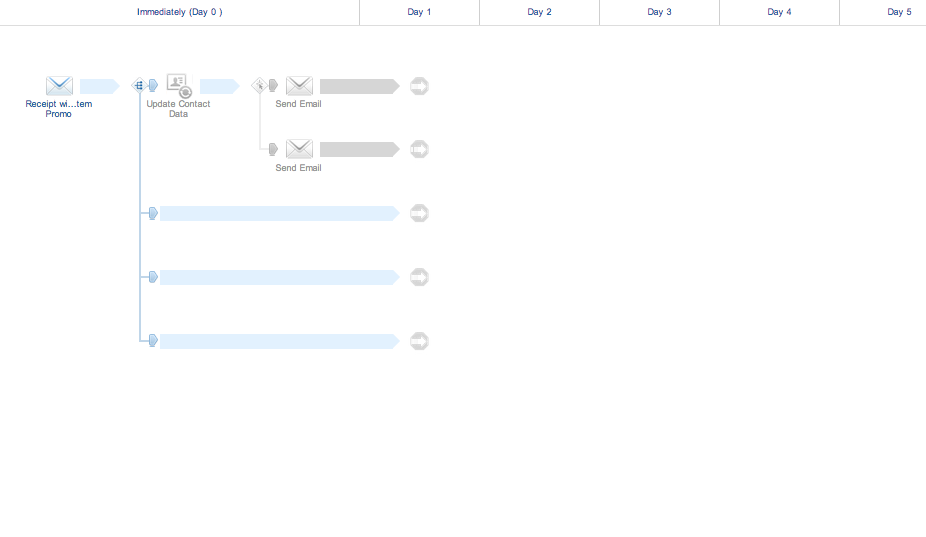 Immediately (Day 0 )
Day 1
Day 2
Day 3
Day 4
Day 5
Receipt wi...tem
Promo
Update Contact
Data
Send Email
Send Email